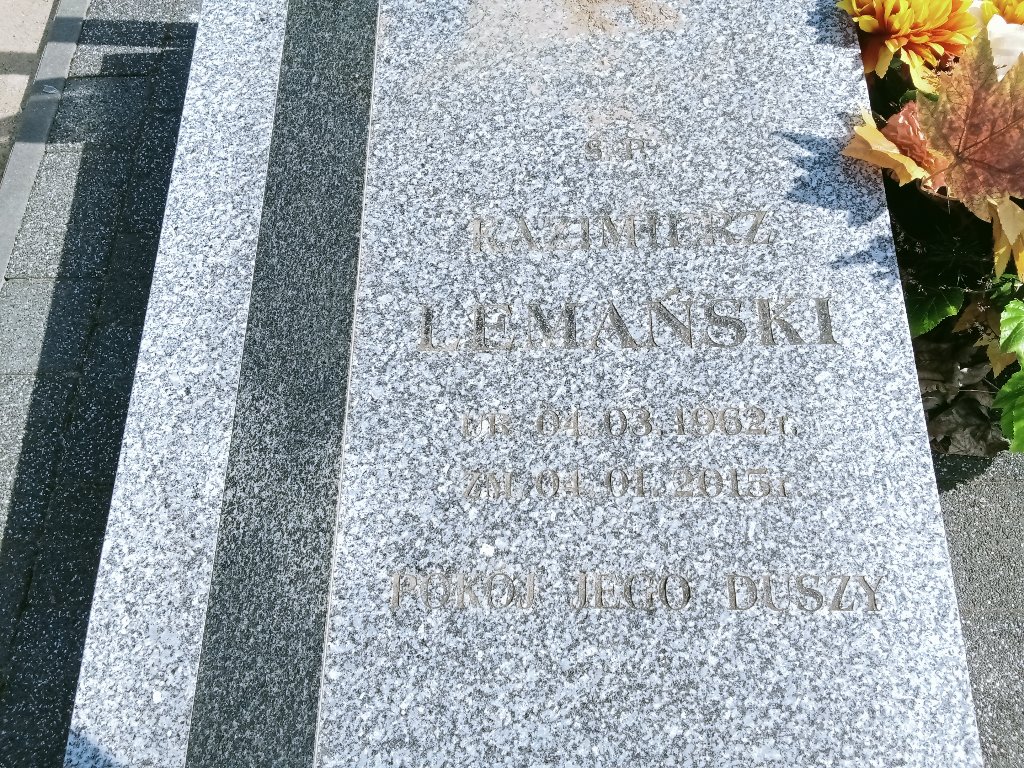 Ś.P.
KAZIMIERZ
LEMAŃSKI
UR. 04.03.1962 r.
ZM. 04.01.2015 r.
POKÓJ JEGO DUSZY